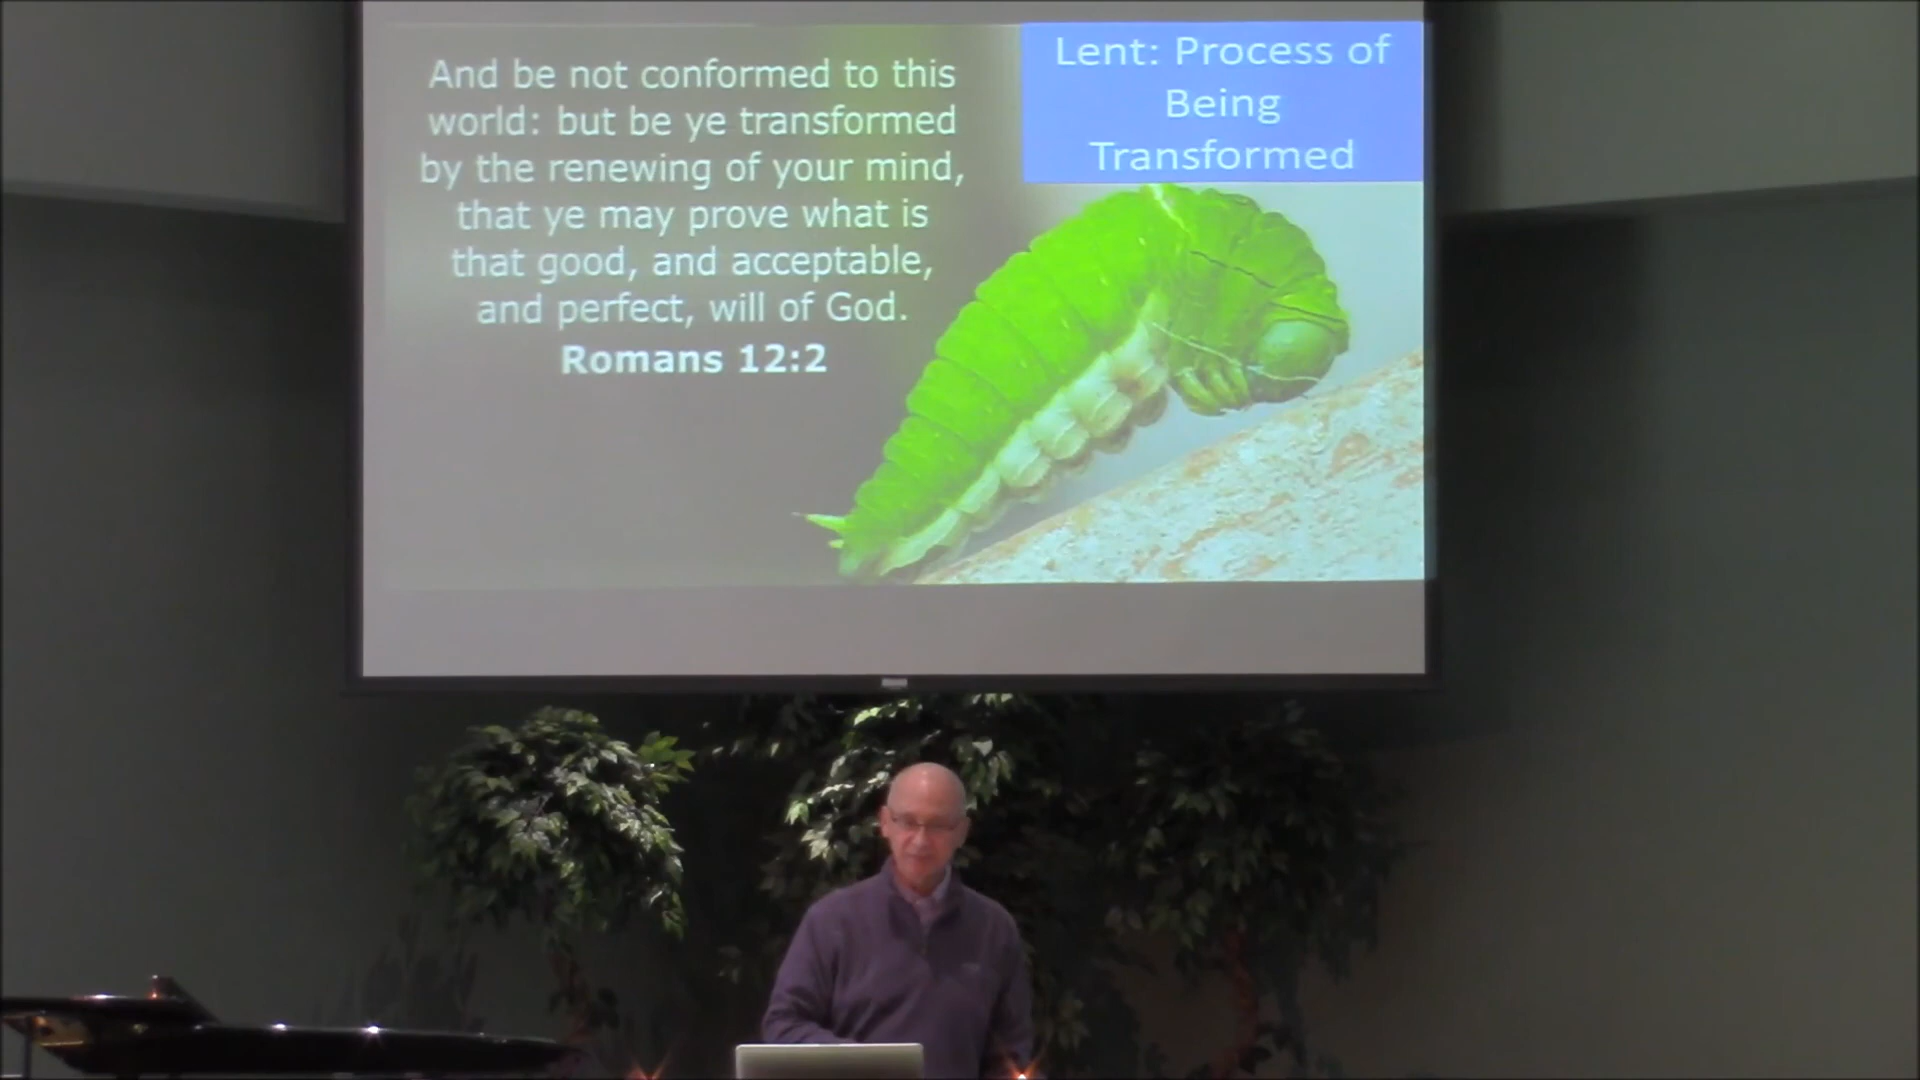 And be not conformed to this
world: but be ye transformed
by the renewing of your mind,
that ye may prove what is
that good, and acceptable,
and perfect, will of God.
Romans 12:2
Lent: Process of
Being
Transformed